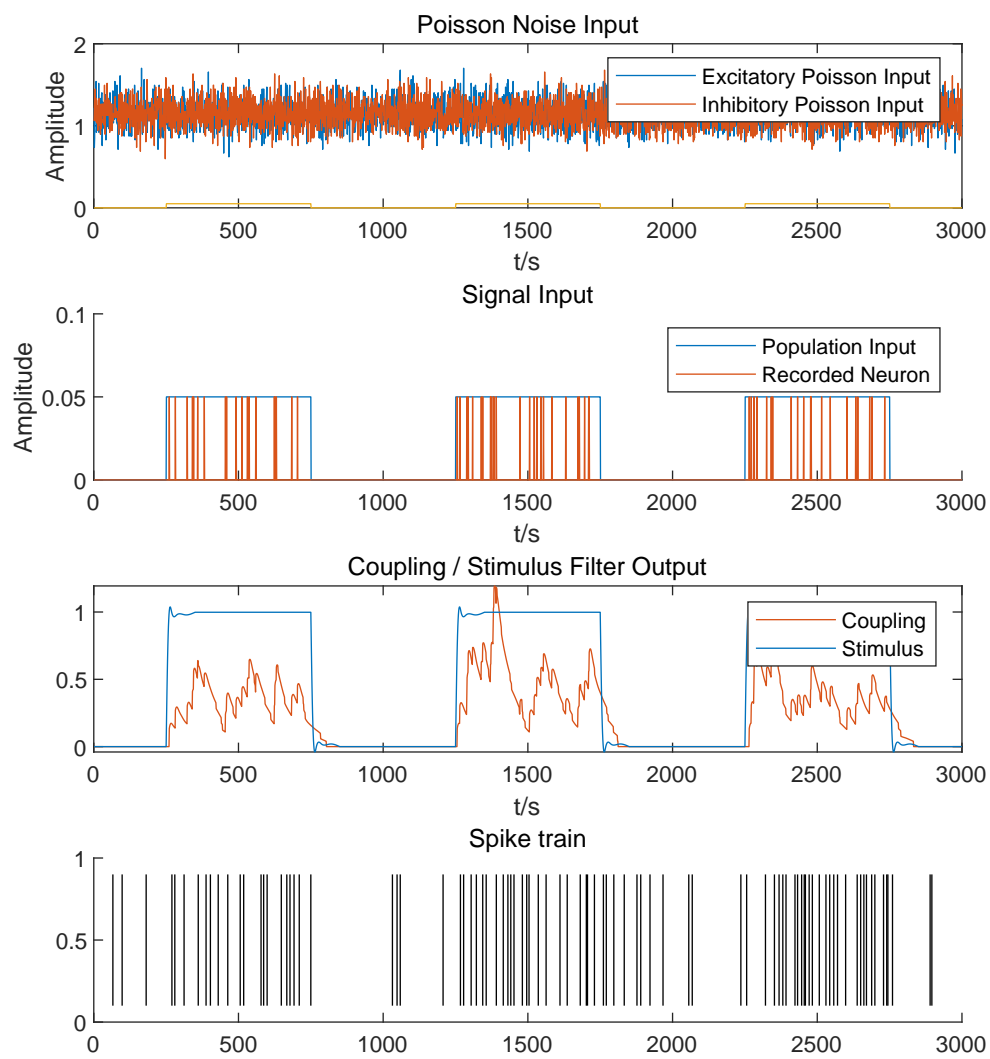 Poisson Noise Input
2
1
0
Amplitude
Excitatory Poisson Input
Inhibitory Poisson Input
0 500 1000 1500 2000 2500 3000
t/s
Signal Input
0.1
0.05
0
Amplitude
Population Input
Recorded Neuron
0 500 1000 1500 2000 2500 3000
t/s
Coupling / Stimulus Filter Output
1
0.5
0
Coupling
Stimulus
0 500 1000 1500 2000 2500 3000
t/s
Spike train
1
0.5
0
0 500 1000 1500 2000 2500 3000